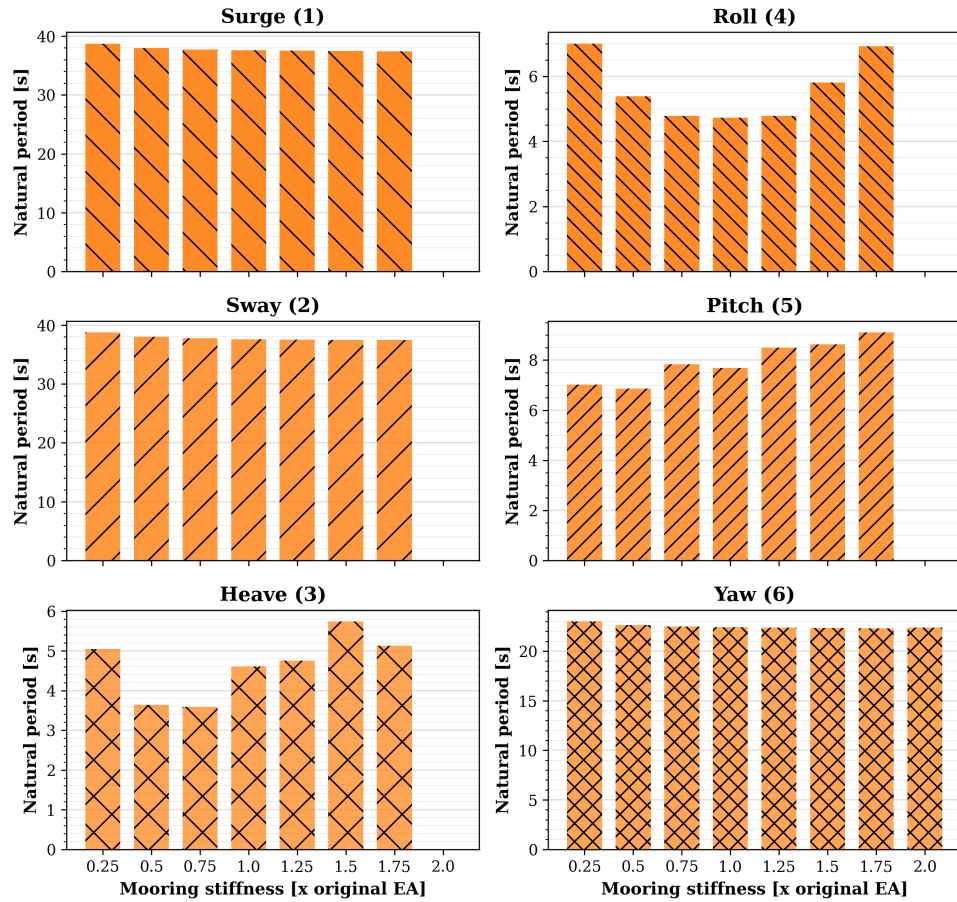 Surge (1)
Natural period [s]
40
30
20
10
0
Roll (4)
Natural period [s]
6
4
2
0
Sway (2)
Natural period [s]
40
30
20
10
0
Pitch (5)
Natural period [s]
8
6
4
2
0
Heave (3)
Natural period [s]
6
5
4
3
2
1
0
0.25 0.5 0.75 1.0 1.25 1.5 1.75 2.0
Mooring stiffness [x original EA]
Yaw (6)
Natural period [s]
20
15
10
5
0
0.25 0.5 0.75 1.0 1.25 1.5 1.75 2.0
Mooring stiffness [x original EA]